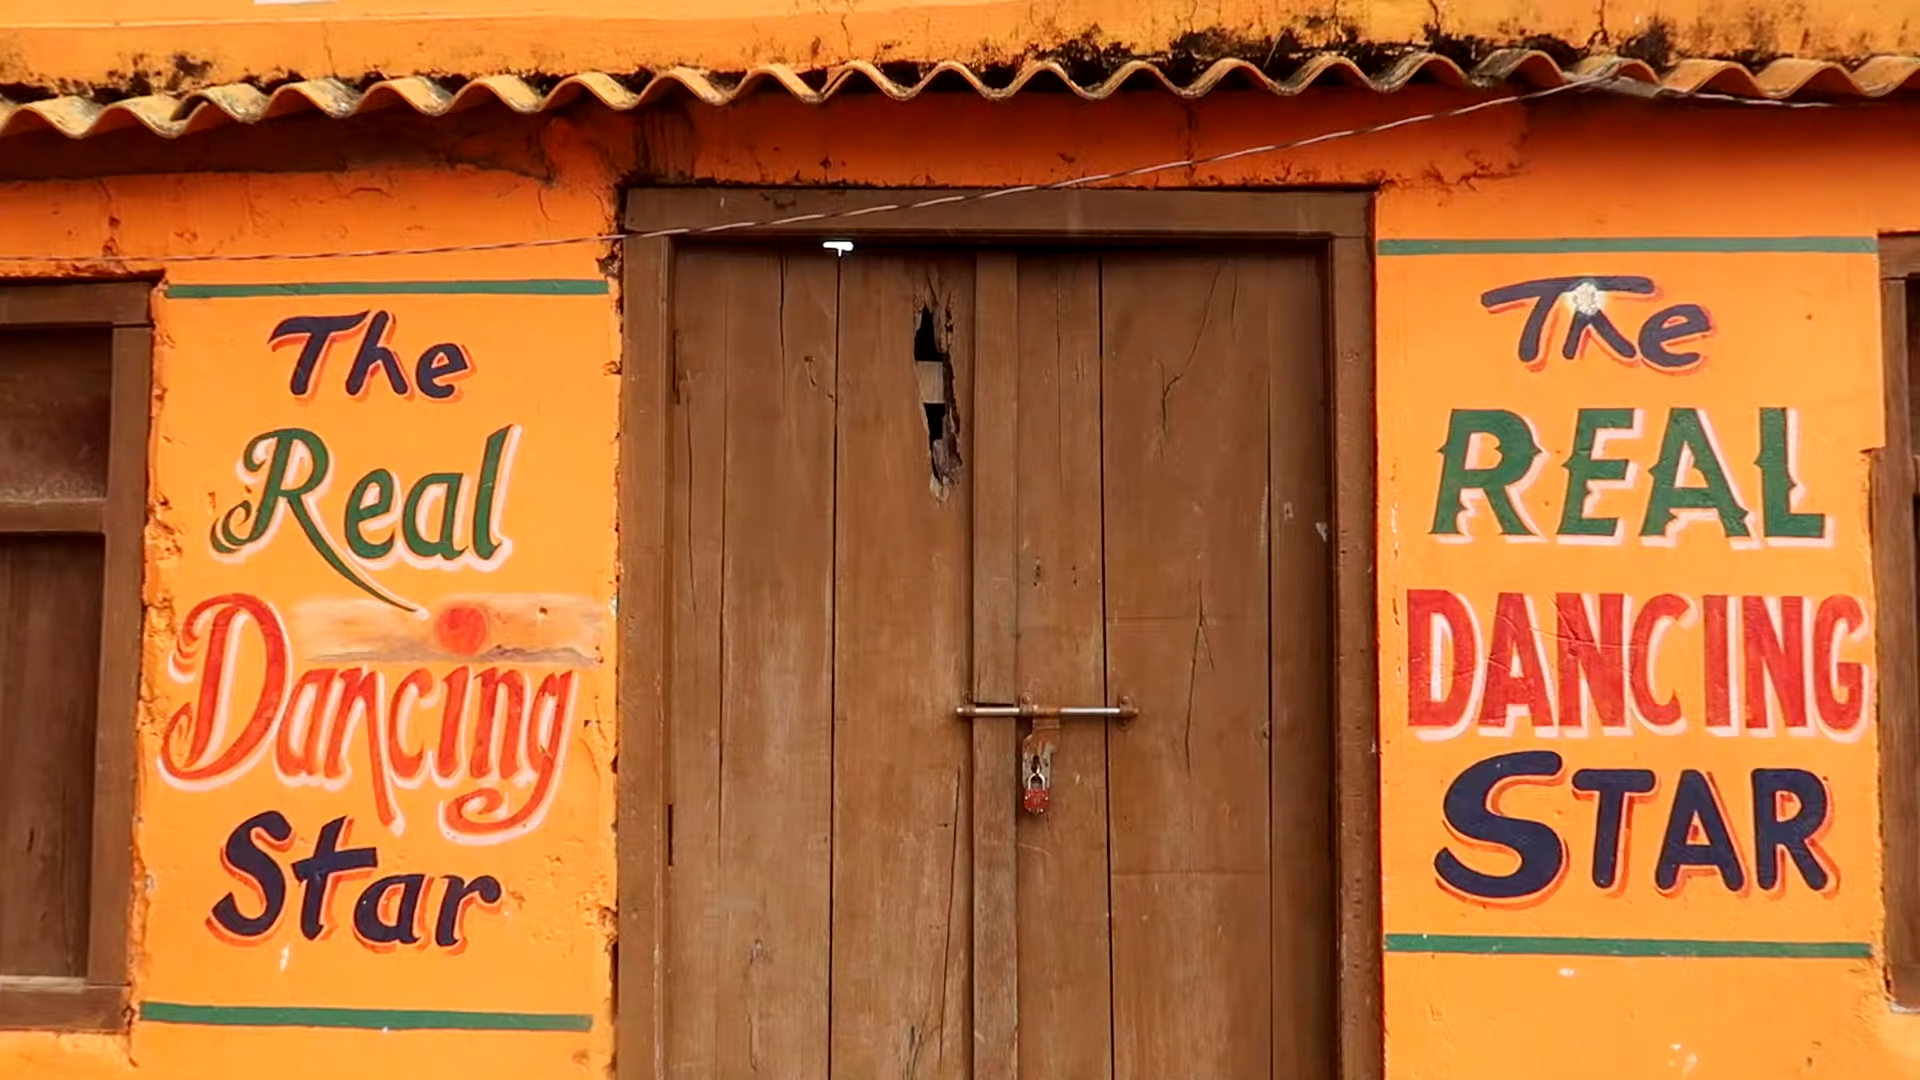 The
Real
Dancing
Star
The
REAL
DANCING
STAR